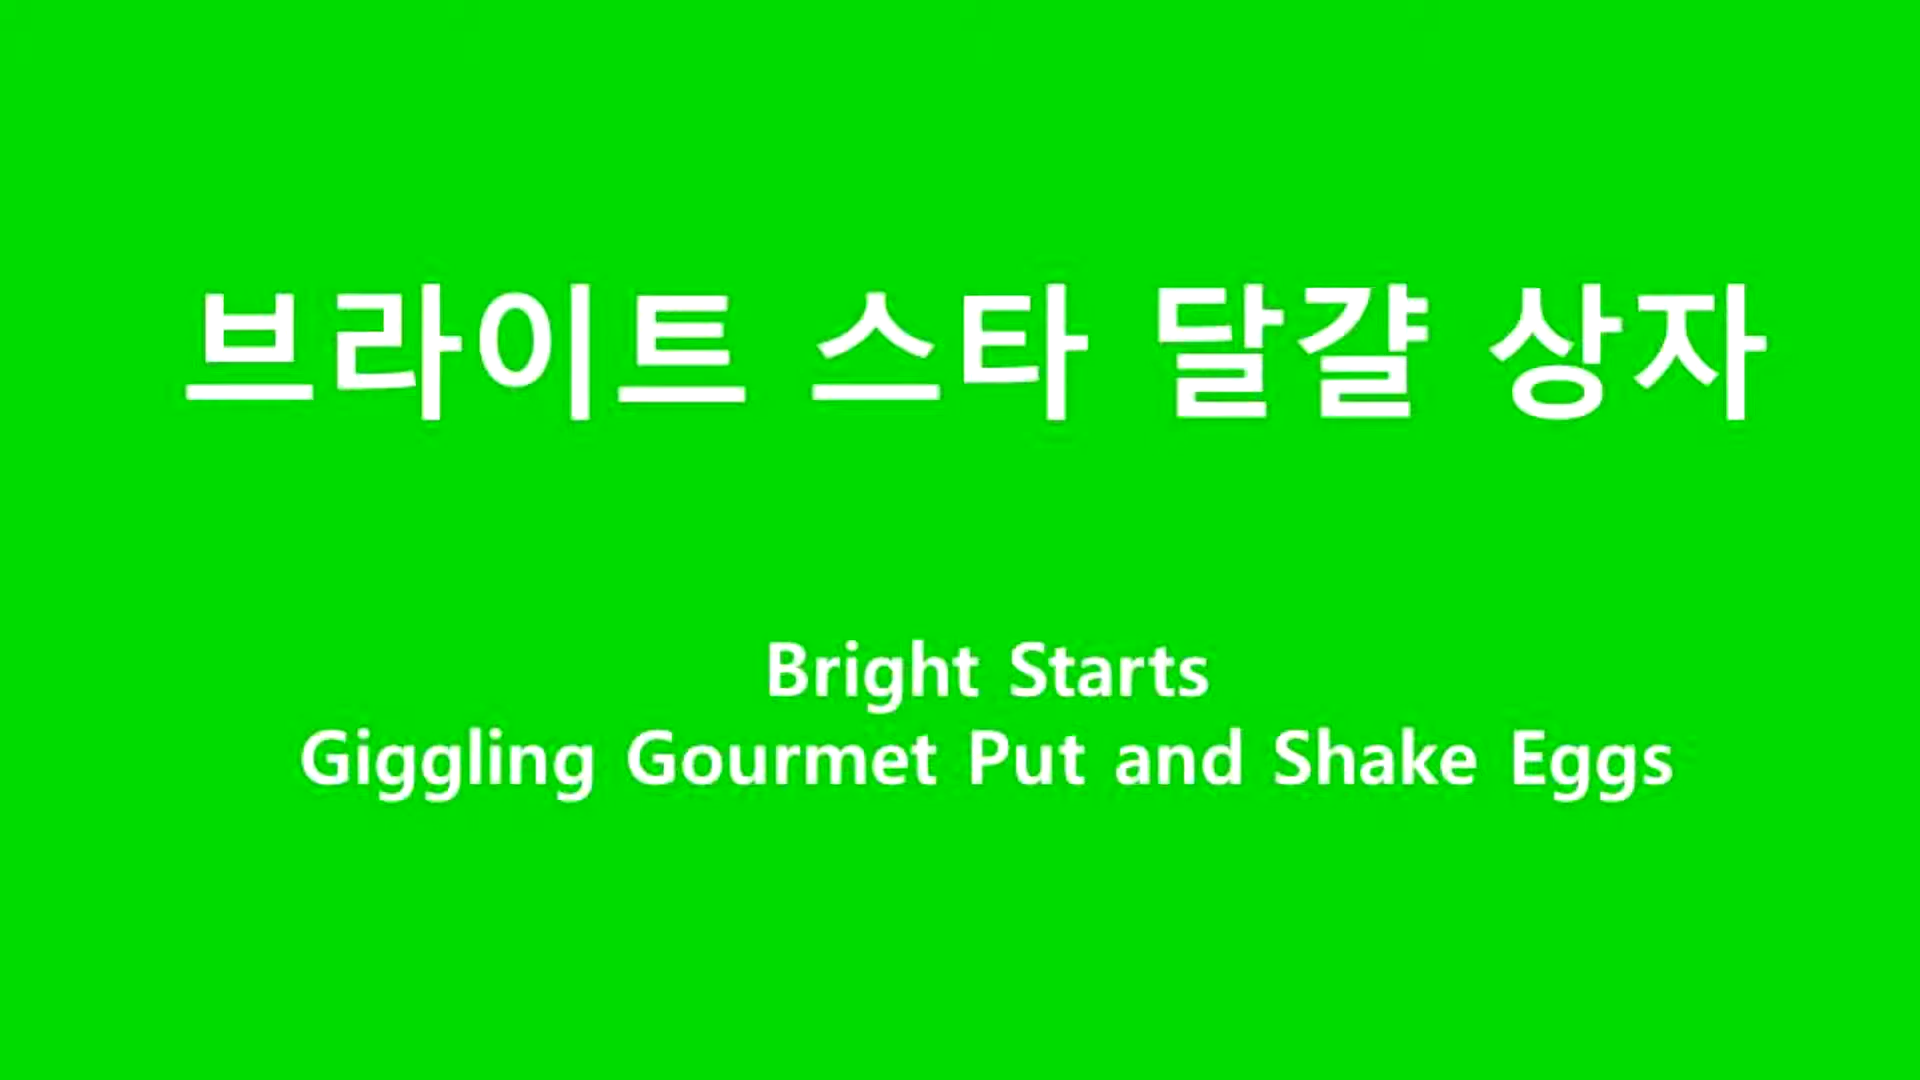 브라이트 스타 달걀 상자
Bright Starts
Giggling Gourmet Put and Shake Eggs